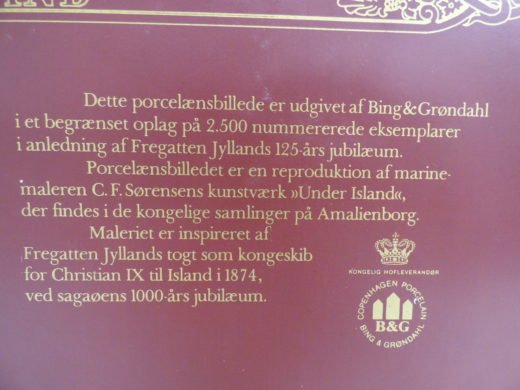 Dette porcelænsbillede er udgivet af Bing&Grøndahl
i et begrænset oplag på 2.500 nummererede eksemplarer
i anledning af Fregatten Jyllands 125-års jubilæum.
Porcelænsbilledet er en reproduktion af marine-
maleren C. F. Sørensens kunstværk »Under Island«,
der findes i de kongelige samlinger på Amalienborg.
Maleriet er inspireret af
Fregatten Jyllands togt som kongeskib
for Christian IX til Island i 1874,
ved sagaøens 1000-års jubilæum.
KONGELIG HOFLEVERANDØR
COPENHAGEN PORCELAIN
B&G
BING & GRØNDAHL